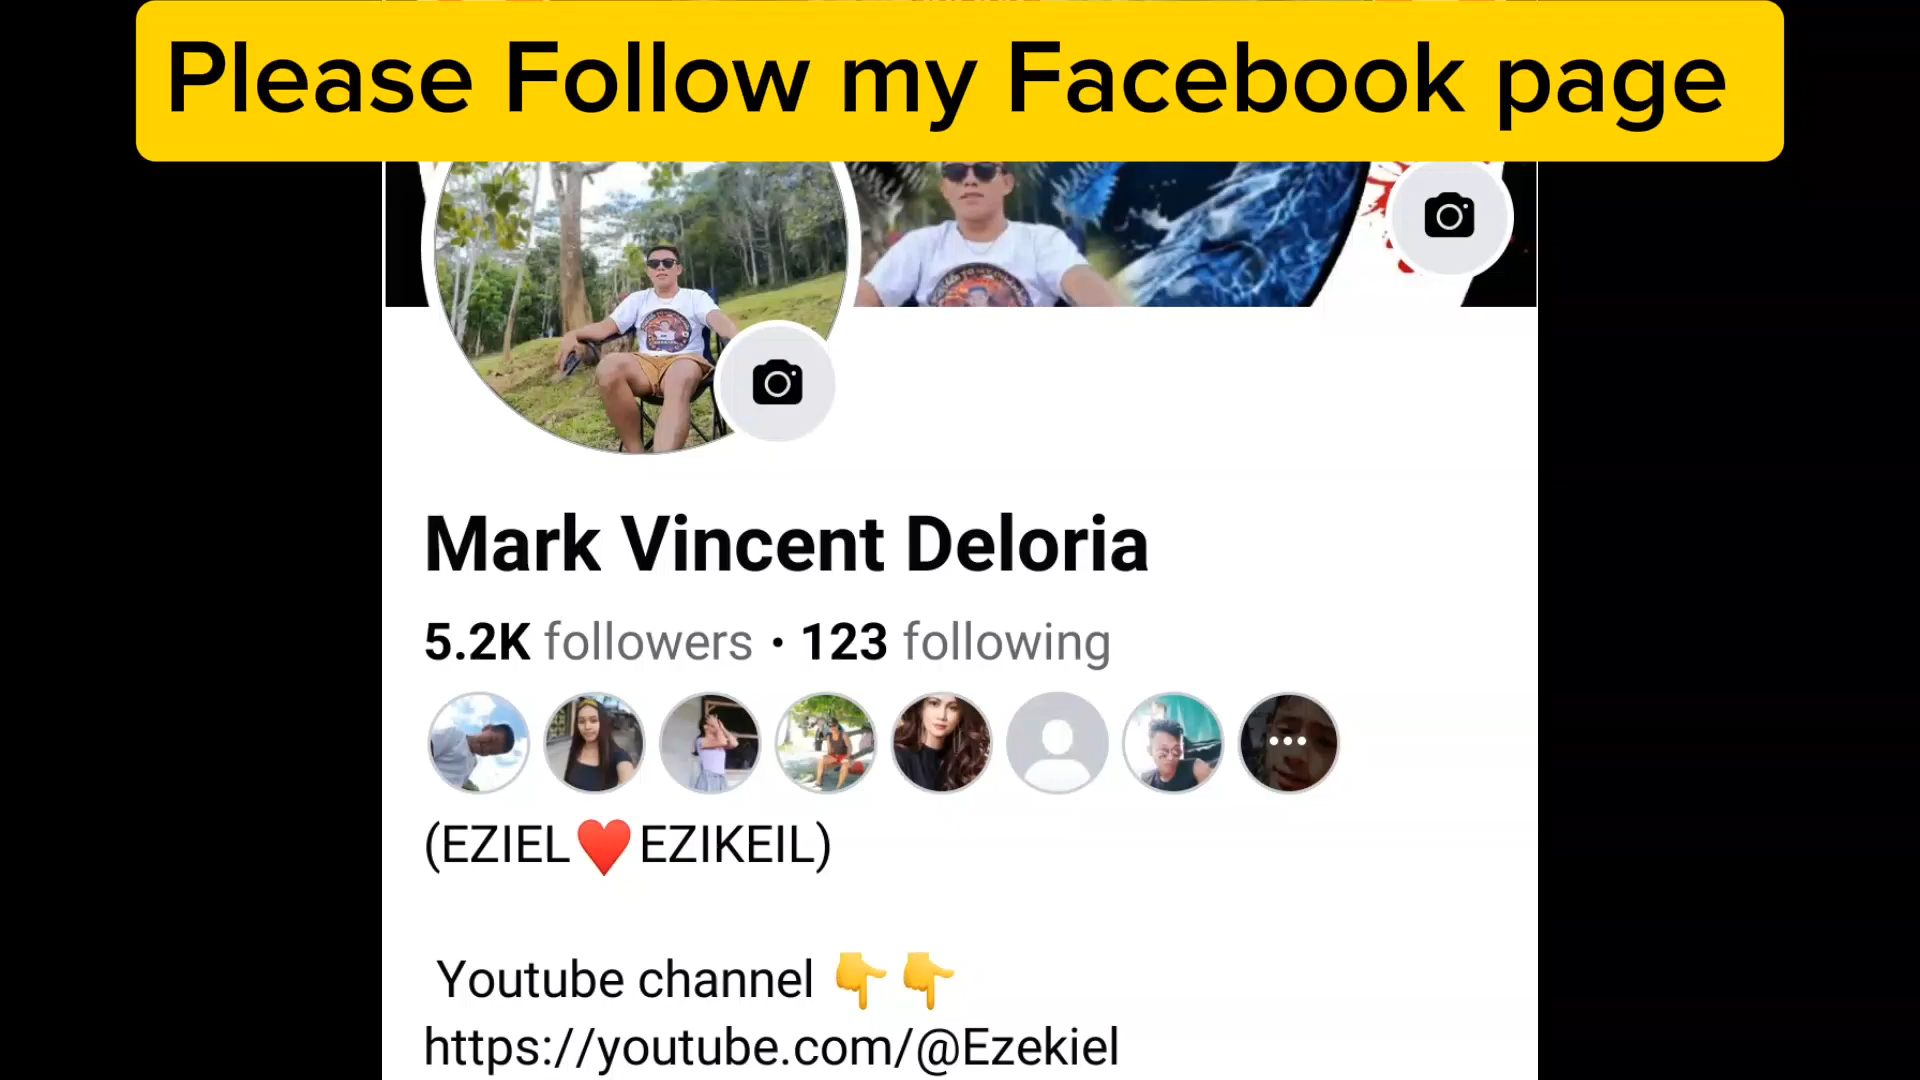 Please Follow my Facebook page
Mark Vincent Deloria
5.2K followers • 123 following
(EZIEL♥️EZIKEIL)
Youtube channel 👇👇
https://youtube.com/@Ezekiel